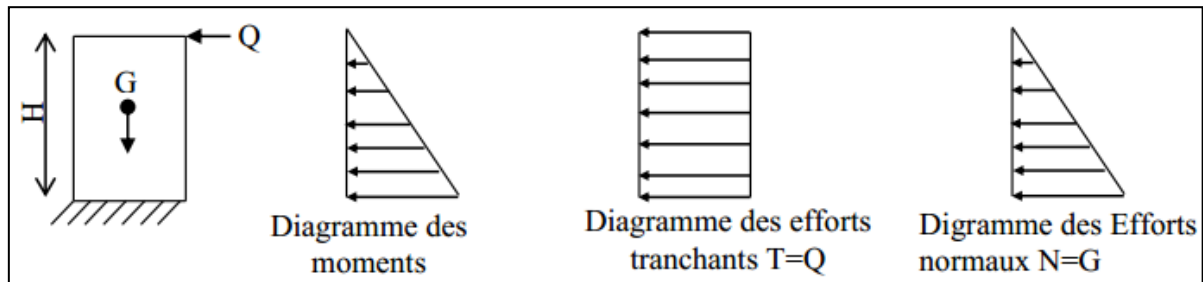 Q
G
H
Diagramme des
moments
Diagramme des efforts
tranchants T=Q
Digramme des Efforts
normaux N=G